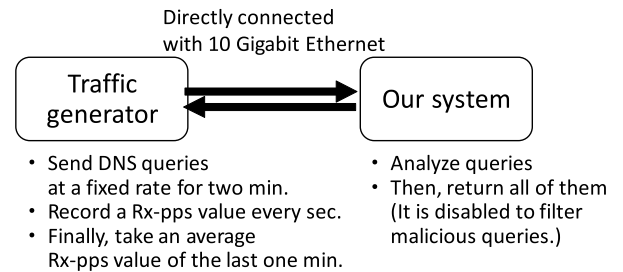 Directly connected
with 10 Gigabit Ethernet
Traffic
generator
Our system
• Send DNS queries
at a fixed rate for two min.
• Record a Rx-pps value every sec.
• Finally, take an average
Rx-pps value of the last one min.
• Analyze queries
• Then, return all of them
(It is disabled to filter
malicious queries.)